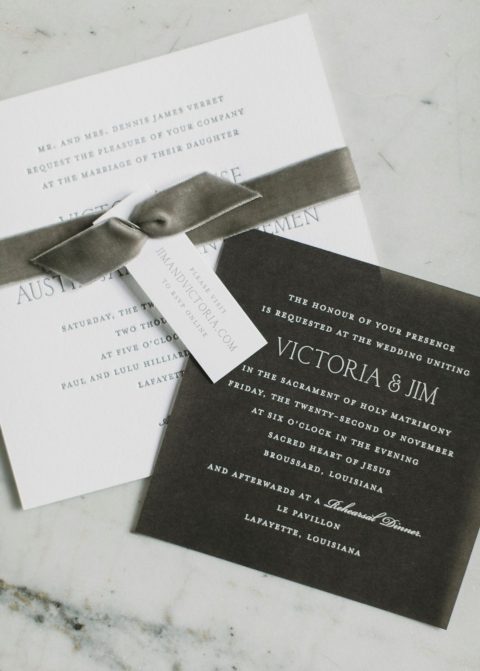 MR. AND MRS. DENNIS JAMES VERRET
REQUEST THE PLEASURE OF YOUR COMPANY
AT THE MARRIAGE OF THEIR DAUGHTER
SATURDAY, THE
TWO THOU
AT FIVE O'CLOC
PAUL AND LULU HILLIARD
LAFAYETTE
PLEASE VISIT
JIMANDVICTORIA.COM
TO RSVP ONLINE
THE HONOUR OF YOUR PRESENCE
IS REQUESTED AT THE WEDDING UNITING
VICTORIA & JIM
IN THE SACRAMENT OF HOLY MATRIMONY
FRIDAY, THE TWENTY-SECOND OF NOVEMBER
AT SIX O'CLOCK IN THE EVENING
SACRED HEART OF JESUS
BROUSSARD, LOUISIANA
AND AFTERWARDS AT A Rehearsal Dinner.
LE PAVILLON
LAFAYETTE, LOUISIANA